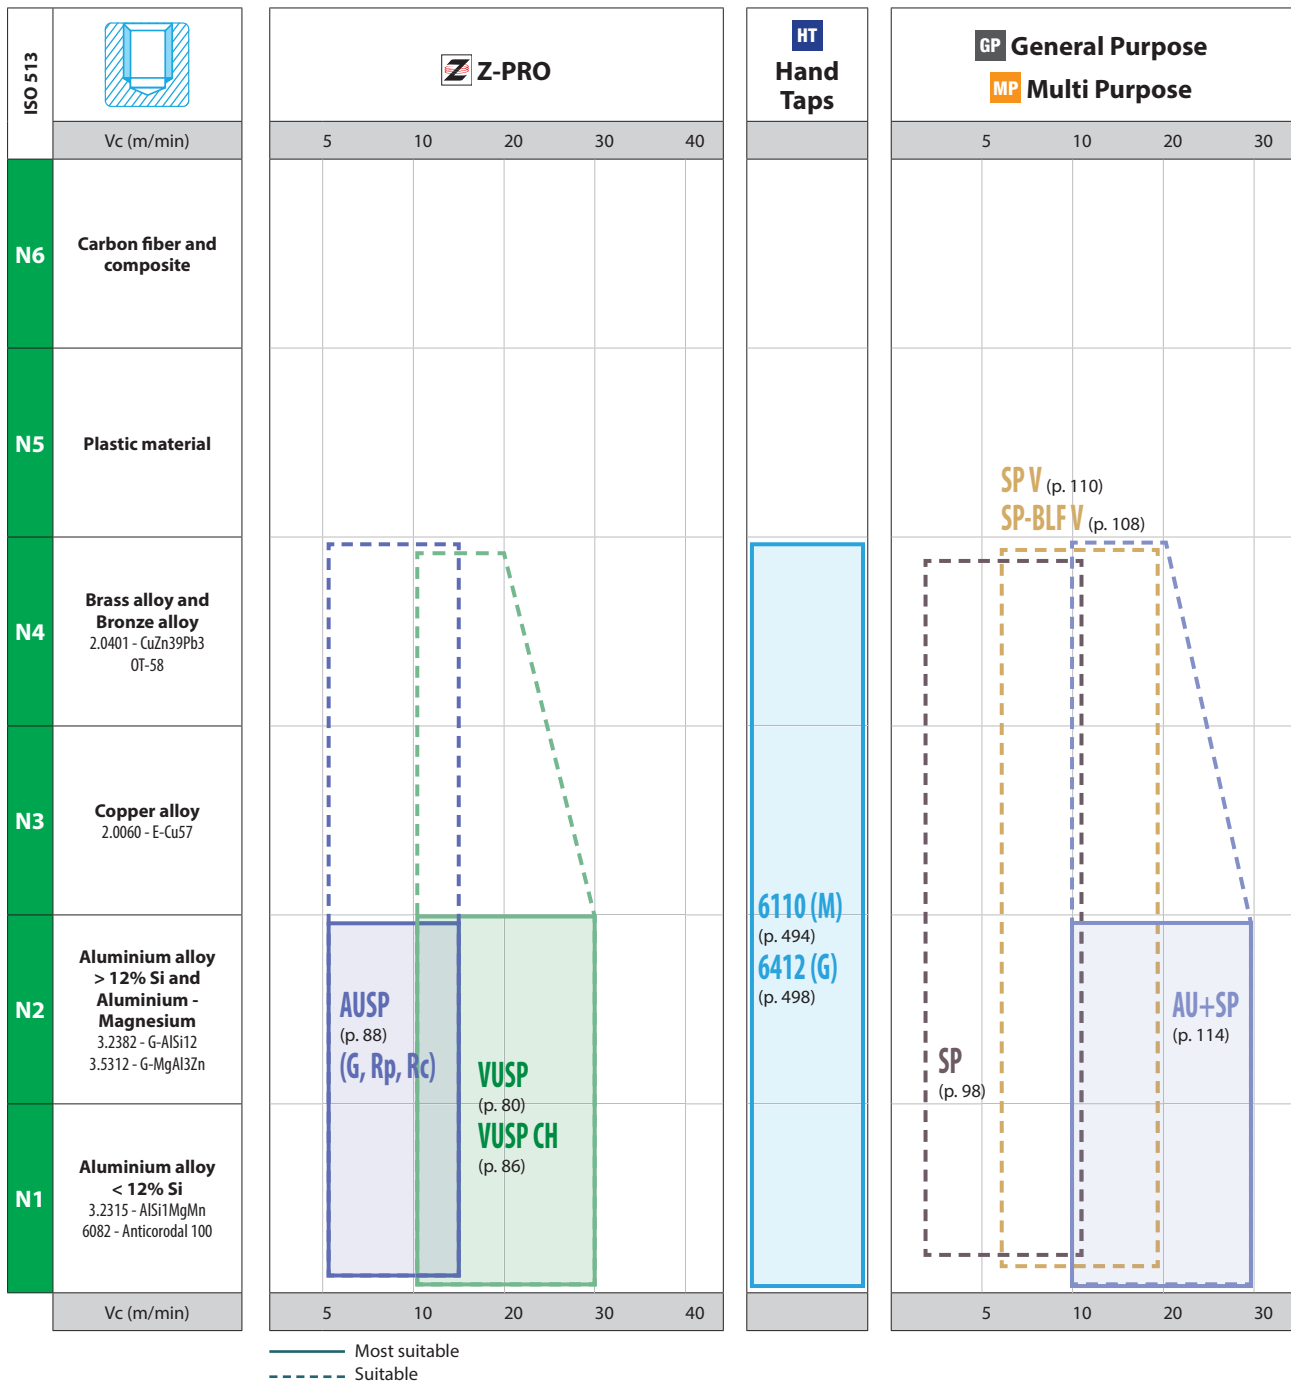 ISO 513
Z-PRO
HT
Hand
Taps
GP General Purpose
MP Multi Purpose
Vc (m/min)
5 10 20 30 40
5 10 20 30
N6
Carbon fiber and
composite
N5
Plastic material
SP V (p. 110)
SP-BLF V (p. 108)
N4
Brass alloy and
Bronze alloy
2.0401 - CuZn39Pb3
OT-58
N3
Copper alloy
2.0060 - E-Cu57
6110 (M)
(p. 494)
6412 (G)
(p. 498)
N2
Aluminium alloy
> 12% Si and
Aluminium -
Magnesium
3.2382 - G-AlSi12
3.5312 - G-MgAl3Zn
AUSP
(p. 88)
(G, Rp, Rc)
VUSP
(p. 80)
VUSP CH
(p. 86)
SP
(p. 98)
AU+SP
(p. 114)
N1
Aluminium alloy
< 12% Si
3.2315 - AlSi1MgMn
6082 - Anticorodal 100
Vc (m/min)
5 10 20 30 40
5 10 20 30
Most suitable
Suitable